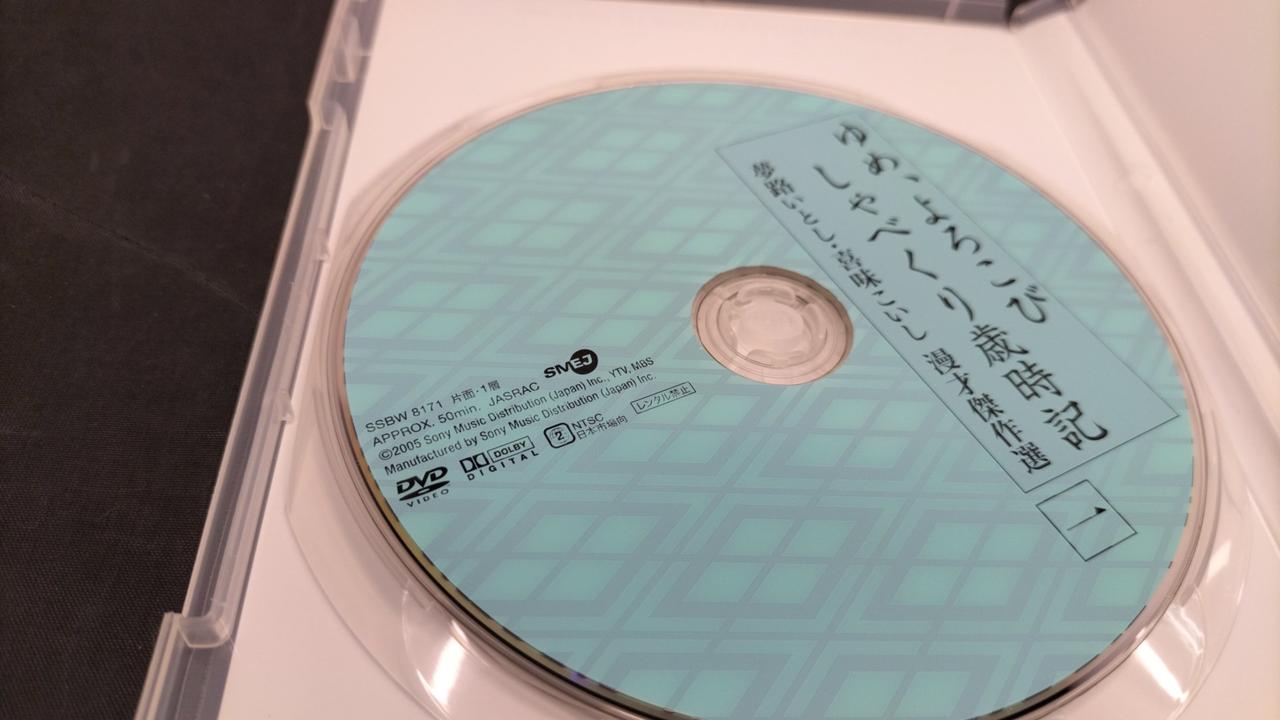 ゆめ、よろこび
しゃべくり歳時記
夢路いとし・喜味こいし 漫才傑作選
一
SMEJ
SSBW 8171 片面・1層
APPROX. 50min. JASRAC
©2005 Sony Music Distribution (Japan) Inc., YTV, MBS
Manufactured by Sony Music Distribution (Japan) Inc.
DVD
VIDEO
DOLBY
DIGITAL
2
NTSC
日本市場向
レンタル禁止